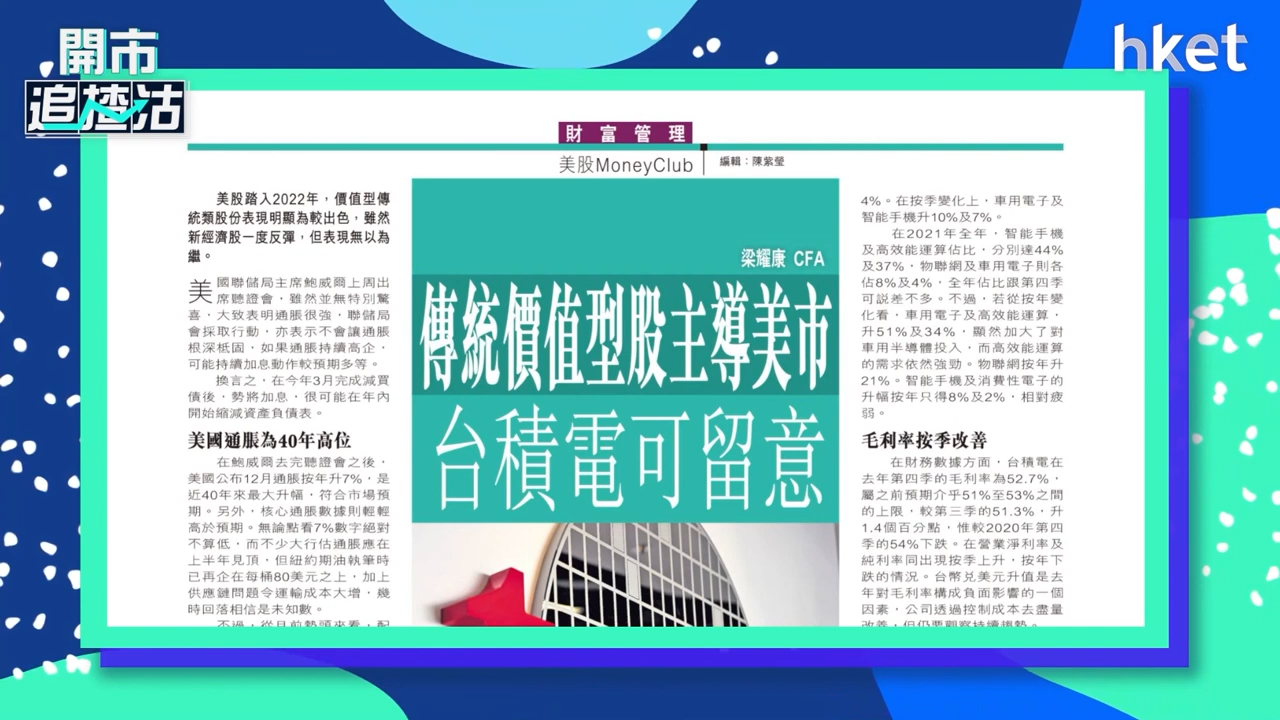 開市
追揸沽
hket
財富管理
美股MoneyClub
編輯：陳紫瑩
美股踏入2022年，價值型傳
統類股份表現明顯為較出色，雖然
新經濟股一度反彈，但表現無以為
繼。
美國聯儲局主席鮑威爾上周出
席聽證會，雖然並無特別驚
喜，大致表明通脹很強，聯儲局
會採取行動，亦表示不會讓通脹
根深柢固，如果通脹持續高企，
可能持續加息動作較預期多等。
換言之，在今年3月完成減買
債後，勢將加息，很可能在年內
開始縮減資產負債表。
美國通脹為40年高位
在鮑威爾去完聽證會之後，
美國公布12月通脹按年升7%，是
近40年來最大升幅，符合市場預
期。另外，核心通脹數據則輕輕
高於預期。無論點看7%數字絕對
不算低，而不少大行估通脹應在
上半年見頂，但紐約期油執筆時
已再企在每桶80美元之上，加上
供應鏈問題令運輸成本大增，幾
時回落相信是未知數。
不過，從目前勢頭來看，配
梁耀康 CFA
傳統價值型股主導美市
台積電可留意
4%。在按季變化上，車用電子及
智能手機升10%及7%。
在2021年全年，智能手機
及高效能運算佔比，分別達44%
及37%，物聯網及車用電子則各
佔8%及4%，全年佔比跟第四季
可説差不多。不過，若從按年變
化看，車用電子及高效能運算，
升51%及34%，顯然加大了對
車用半導體投入，而高效能運算
的需求依然強勁。物聯網按年升
21%。智能手機及消費性電子的
升幅按年只得8%及2%，相對疲
弱。
毛利率按季改善
在財務數據方面，台積電在
去年第四季的毛利率為52.7%，
屬之前預期介乎51%至53%之間
的上限，較第三季的51.3%，升
1.4個百分點，惟較2020年第四
季的54%下跌。在營業淨利率及
純利率同出現按季上升，按年下
跌的情況。台幣兌美元升值是去
年對毛利率構成負面影響的一個
因素，公司透過控制成本去盡量
改善，但仍要觀察持續趨勢。